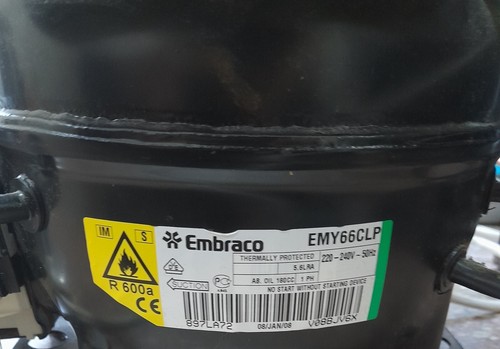 IM S
R 600a
CE
Embraco
EMY66CLP
THERMALLY PROTECTED 220-240V-50Hz
5.6LRA
SUCTION
AB. OIL 180CC 1 PH
NO START WITHOUT STARTING DEVICE
897LA72 08/JAN/08 V088JV6X